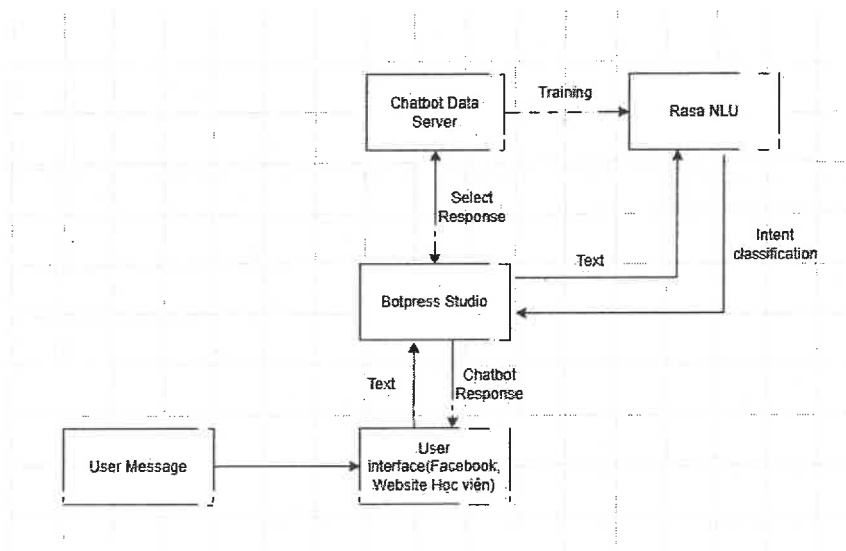 Chatbot Data
Server
Training
Rasa NLU
Select
Response
Intent
classification
Text
Botpress Studio
Text
Chatbot
Response
User Message
User
interface(Facebook,
Website Học viện)